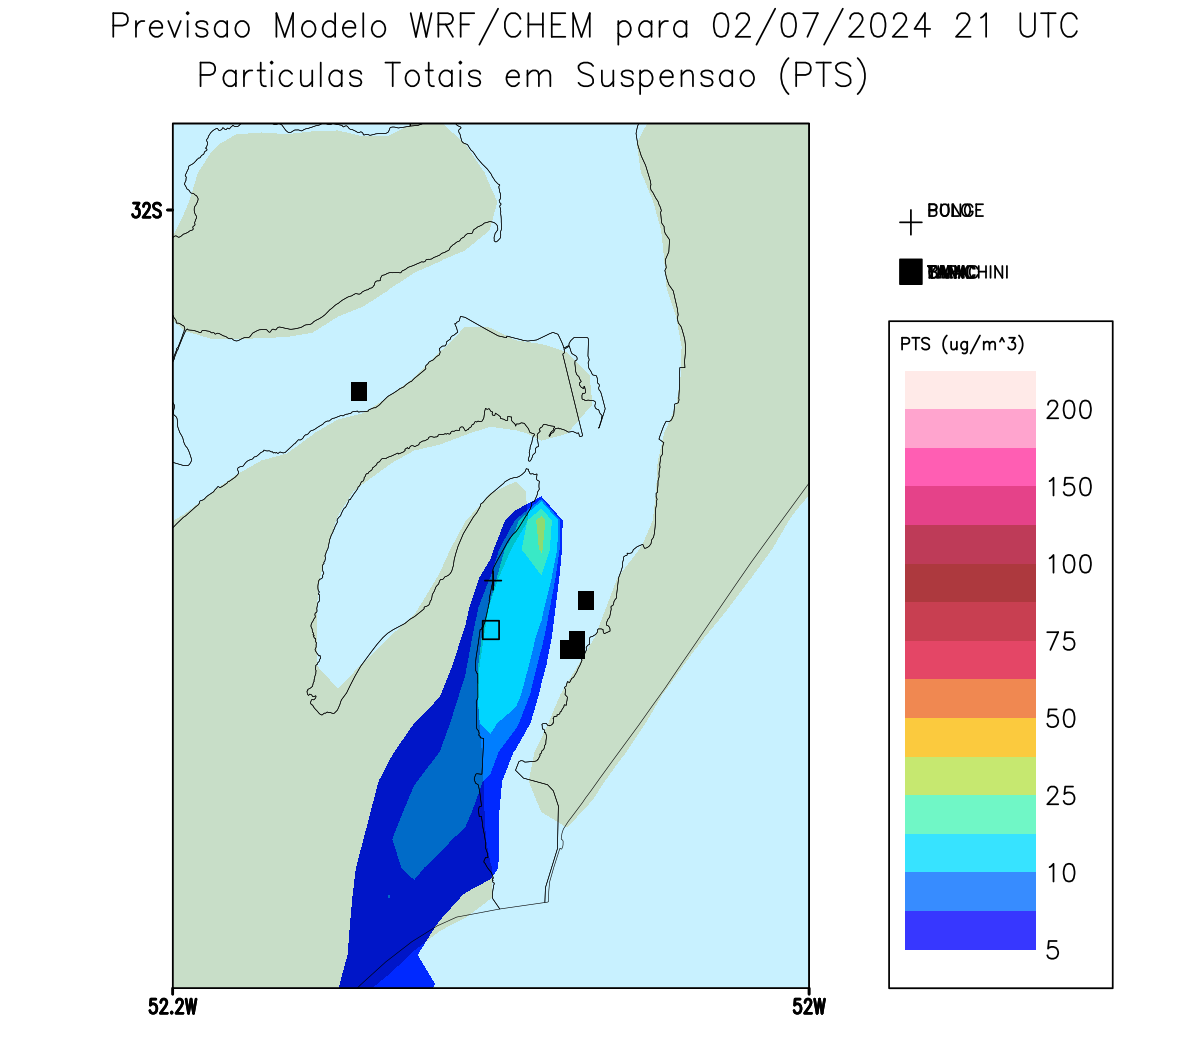 Previsao Modelo WRF/CHEM para 02/07/2024 21 UTC
Particulas Totais em Suspensao (PTS)
32S
PTS (ug/m^3)
200
150
100
75
50
25
10
5
52.2W
52W